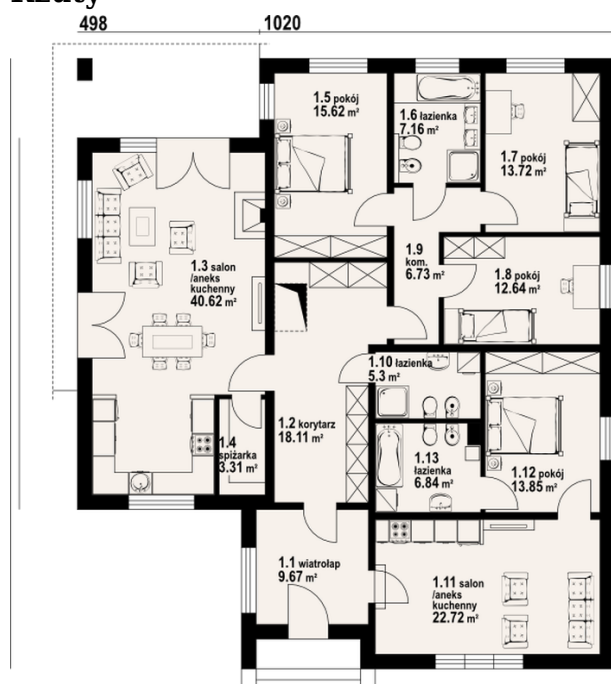 Rzuty
498 1020
1.5 pokój
15.62 m²
1.6 łazienka
7.16 m²
1.7 pokój
13.72 m²
1.3 salon
/aneks
kuchenny
40.62 m²
1.9
kom.
6.73 m²
1.8 pokój
12.64 m²
1.10 łazienka
5.3 m²
1.2 korytarz
18.11 m²
1.4
spiżarka
3.31 m²
1.13
łazienka
6.84 m²
1.12 pokój
13.85 m²
1.1 wiatrołap
9.67 m²
1.11 salon
/aneks
kuchenny
22.72 m²